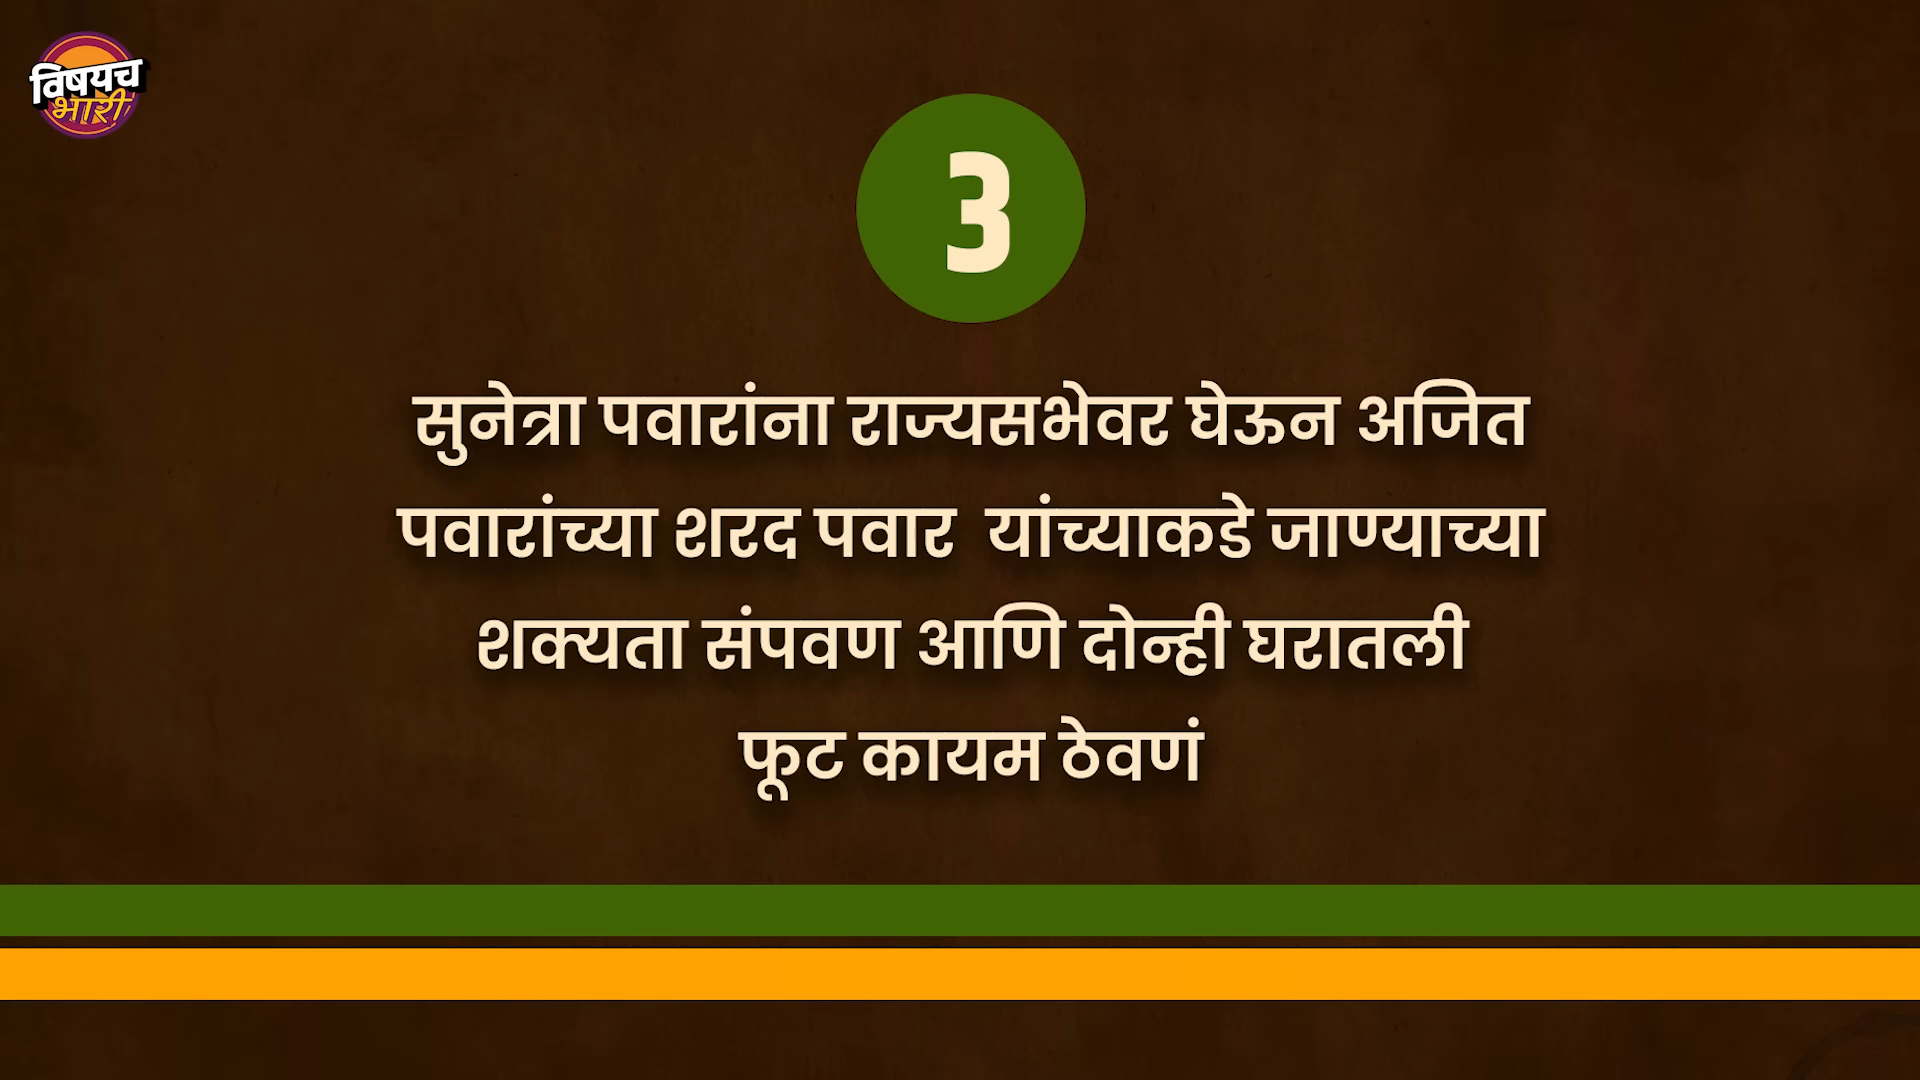 विषयच
भारी
3
सुनेत्रा पवारांना राज्यसभेवर घेऊन अजित
पवारांच्या शरद पवार यांच्याकडे जाण्याच्या
शक्यता संपवण आणि दोन्ही घरातली
फूट कायम ठेवणं